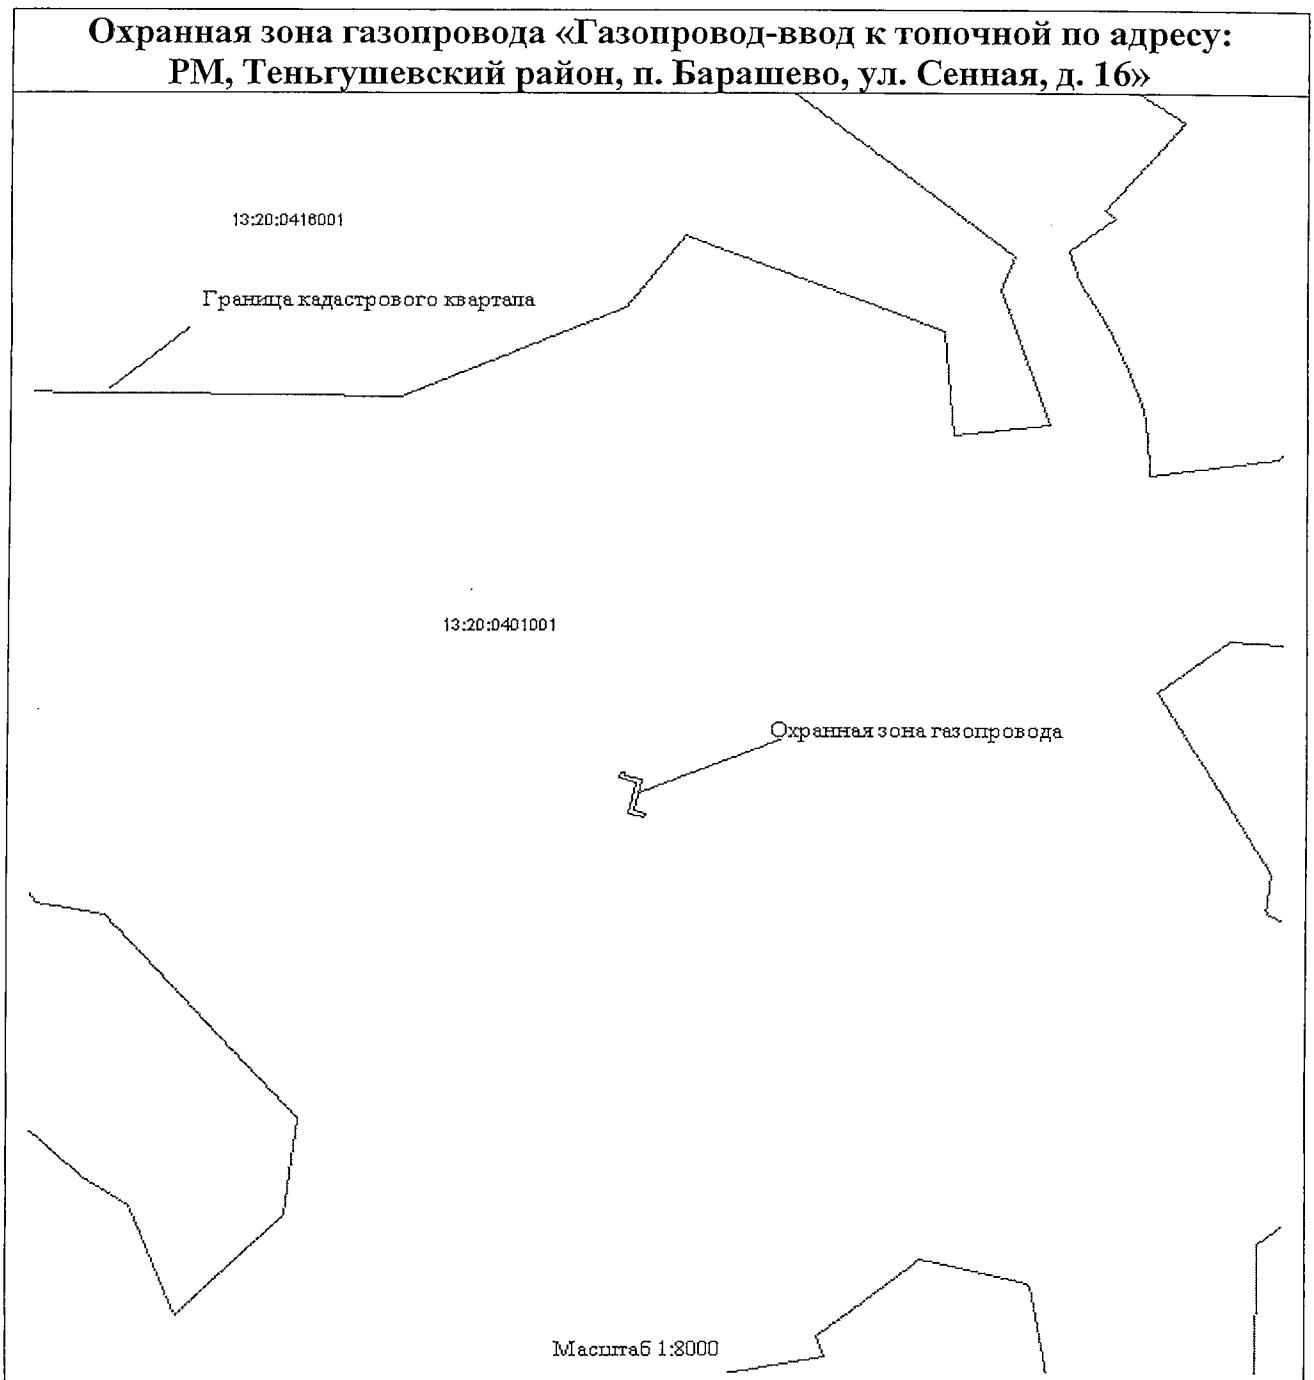 Охранная зона газопровода «Газопровод-ввод к топочной по адресу:
РМ, Теньгушевский район, п. Барашево, ул. Сенная, д. 16»
13:20:0416001
Граница кадастрового квартала
13:20:0401001
Охранная зона газопровода
Масштаб 1:8000